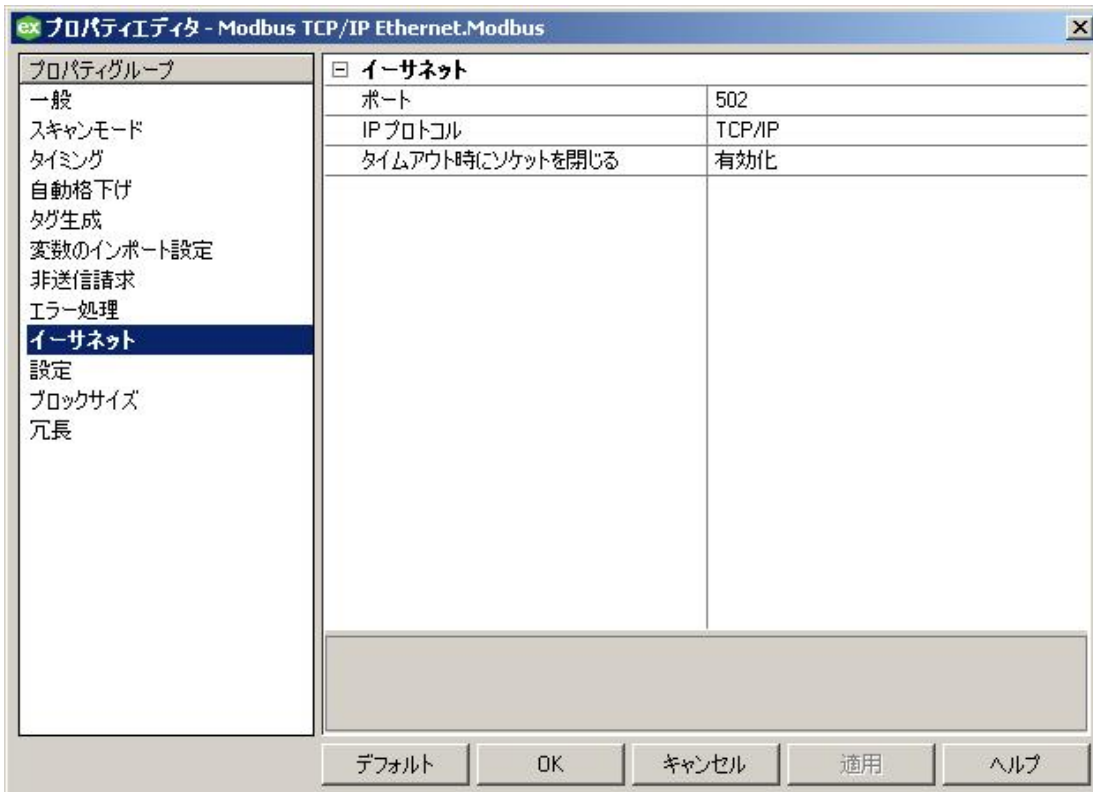 ex プロパティエディタ - Modbus TCP/IP Ethernet.Modbus
プロパティグループ
一般
スキャンモード
タイミング
自動格下げ
タグ生成
変数のインポート設定
非送信請求
エラー処理
イーサネット
設定
ブロックサイズ
冗長
イーサネット
ポート 502
IP プロトコル TCP/IP
タイムアウト時にソケットを閉じる 有効化
デフォルト OK キャンセル 適用 ヘルプ